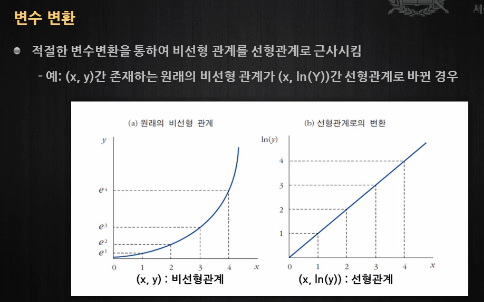 변수 변환
적절한 변수변환을 통하여 비선형 관계를 선형관계로 근사시킴
- 예: (x, y)간 존재하는 원래의 비선형 관계가 (x, ln(Y))간 선형관계로 바뀐 경우
(a) 원래의 비선형 관계
(b) 선형관계로의 변환
y
e⁴
e³
e²
e¹
0 1 2 3 4 x
ln(y)
4
3
2
1
0 1 2 3 4 x
(x, y) : 비선형관계
(x, ln(y)) : 선형관계